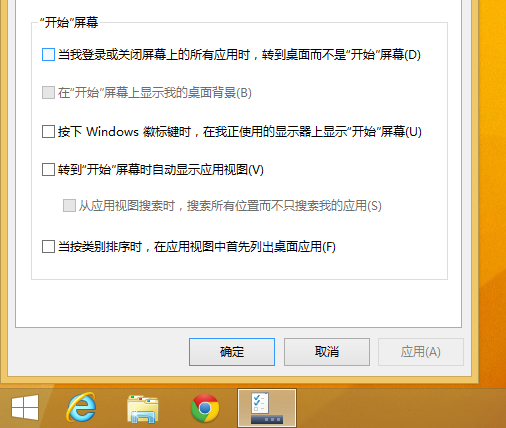 “开始”屏幕
当我登录或关闭屏幕上的所有应用时，转到桌面而不是“开始”屏幕(D)
在“开始”屏幕上显示我的桌面背景(B)
按下 Windows 徽标键时，在我正使用的显示器上显示“开始”屏幕(U)
转到“开始”屏幕时自动显示应用视图(V)
从应用视图搜索时，搜索所有位置而不只搜索我的应用(S)
当按类别排序时，在应用视图中首先列出桌面应用(F)
确定 取消 应用(A)